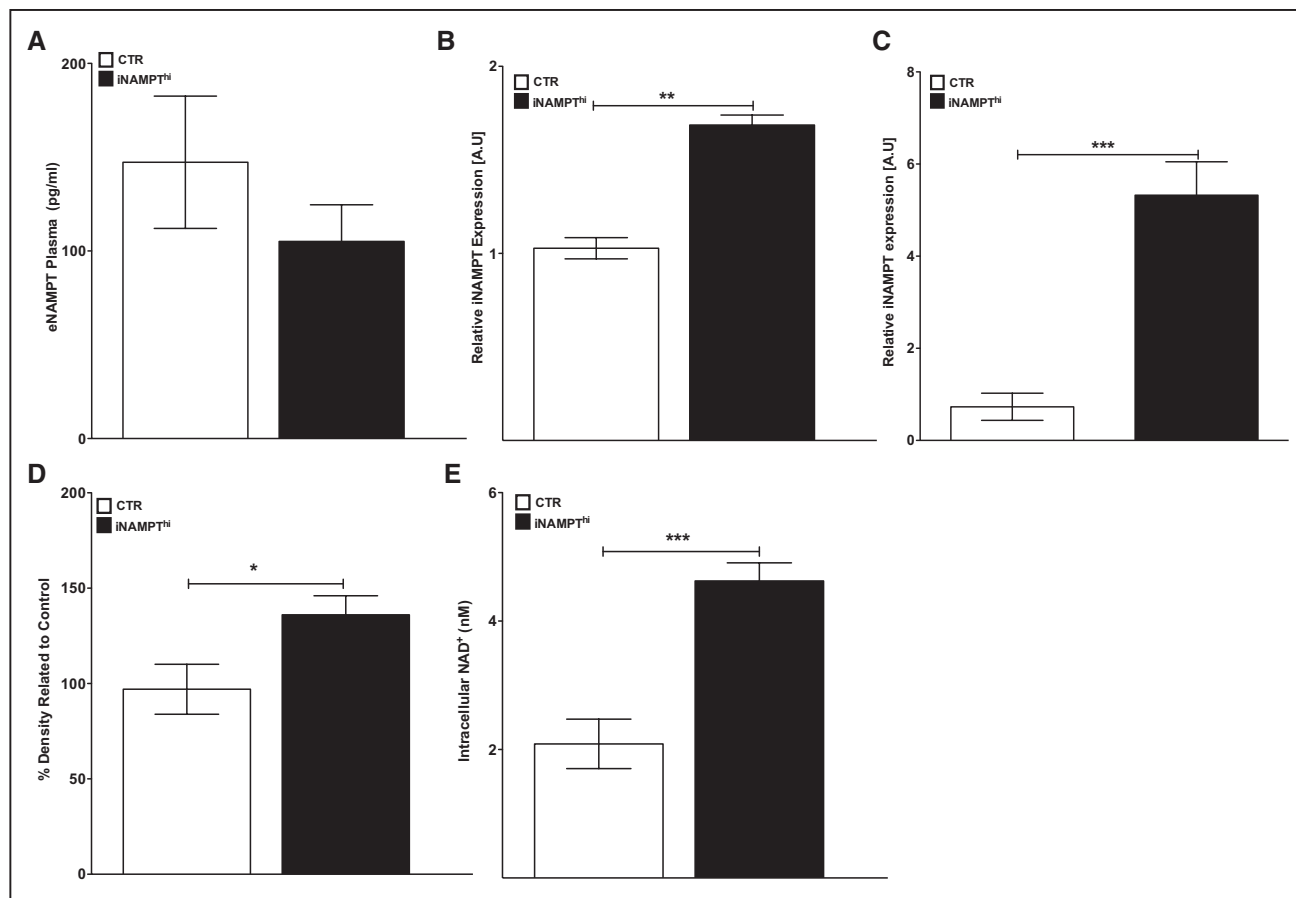 A
CTR
iNAMPThi
200
100
0
eNAMPT Plasma (pg/ml)
B
CTR
iNAMPThi
**
2
1
Relative iNAMPT Expression [A.U]
C
CTR
iNAMPThi
***
8
6
4
2
0
Relative iNAMPT expression [A.U]
D
CTR
iNAMPThi
*
200
150
100
50
0
% Density Related to Control
E
CTR
iNAMPThi
***
6
4
2
Intracellular NAD+ (nM)